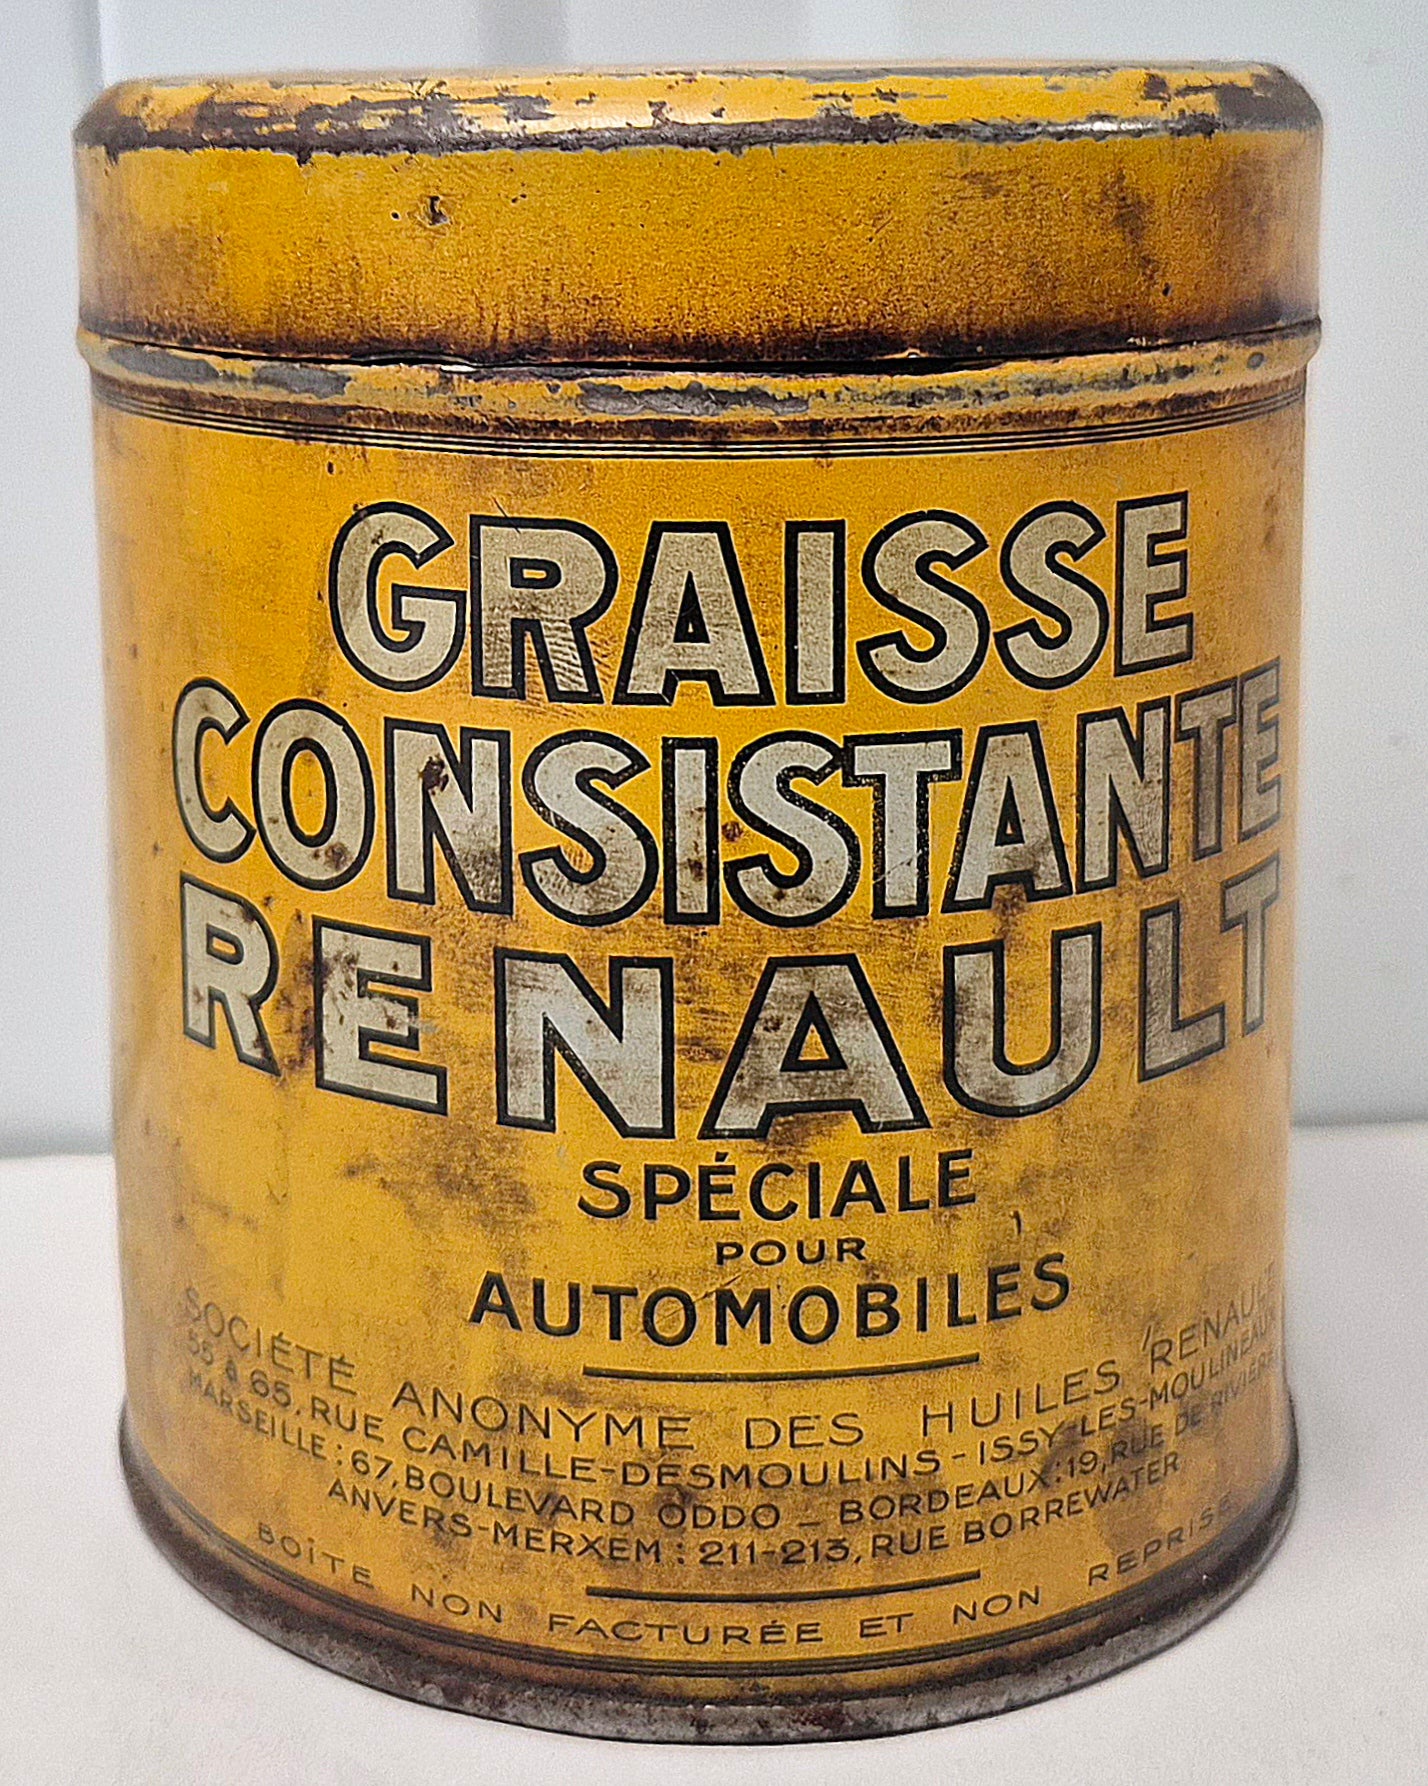 GRAISSE
CONSISTANTE
RENAULT
SPÉCIALE
POUR
AUTOMOBILES
SOCIÉTÉ ANONYME DES HUILES RENAULT
55 à 65, RUE CAMILLE-DESMOULINS - ISSY-LES-MOULINEAUX
MARSEILLE : 67, BOULEVARD ODDO _ BORDEAUX : 19, RUE DE RIVIÈRE
ANVERS-MERXEM : 211-213, RUE BORREWATER
BOÎTE NON FACTURÉE ET NON REPRISE